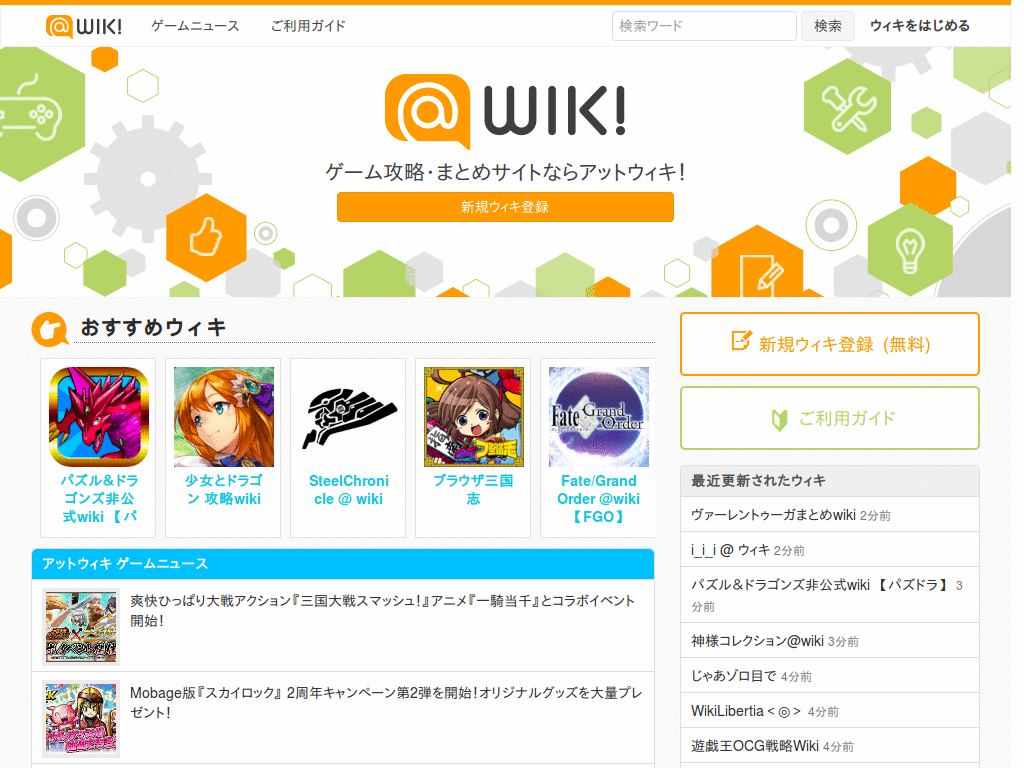 @WIKI!
ゲームニュース
ご利用ガイド
検索ワード
検索
ウィキをはじめる
@WIKI!
ゲーム攻略・まとめサイトならアットウィキ!
新規ウィキ登録
おすすめウィキ
パズル&ドラ
ゴンズ非公
式wiki 【パ
少女とドラゴ
ン 攻略wiki
SteelChroni
cle @ wiki
ブラウザ三国
志
Fate/Grand Order
Fate/Grand
Order @wiki
【FGO】
アットウィキ ゲームニュース
爽快ひっぱり大戦アクション『三国大戦スマッシュ!』アニメ『一騎当千』とコラボイベント
開始!
Mobage版『スカイロック』 2周年キャンペーン第2弾を開始!オリジナルグッズを大量プレ
ゼント!
新規ウィキ登録 (無料)
ご利用ガイド
最近更新されたウィキ
ヴァーレントゥーガまとめwiki 2分前
i_i_i @ ウィキ 2分前
パズル&ドラゴンズ非公式wiki 【パズドラ】 3
分前
神様コレクション@wiki 3分前
じゃあゾロ目で 4分前
WikiLibertia < ◎ > 4分前
遊戯王OCG戦略Wiki 4分前